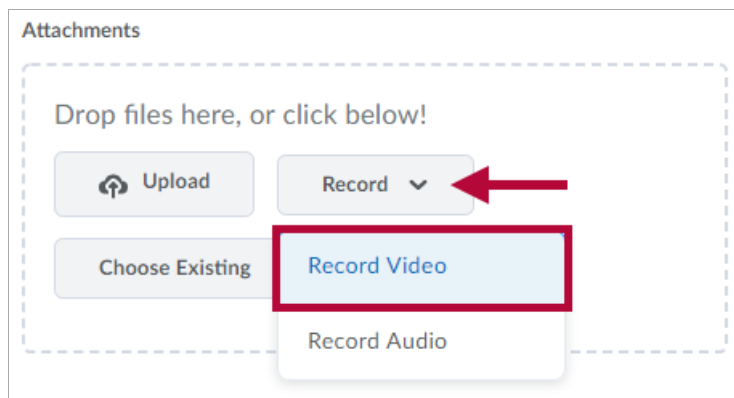 Attachments
Drop files here, or click below!
Upload
Record
Choose Existing
Record Video
Record Audio